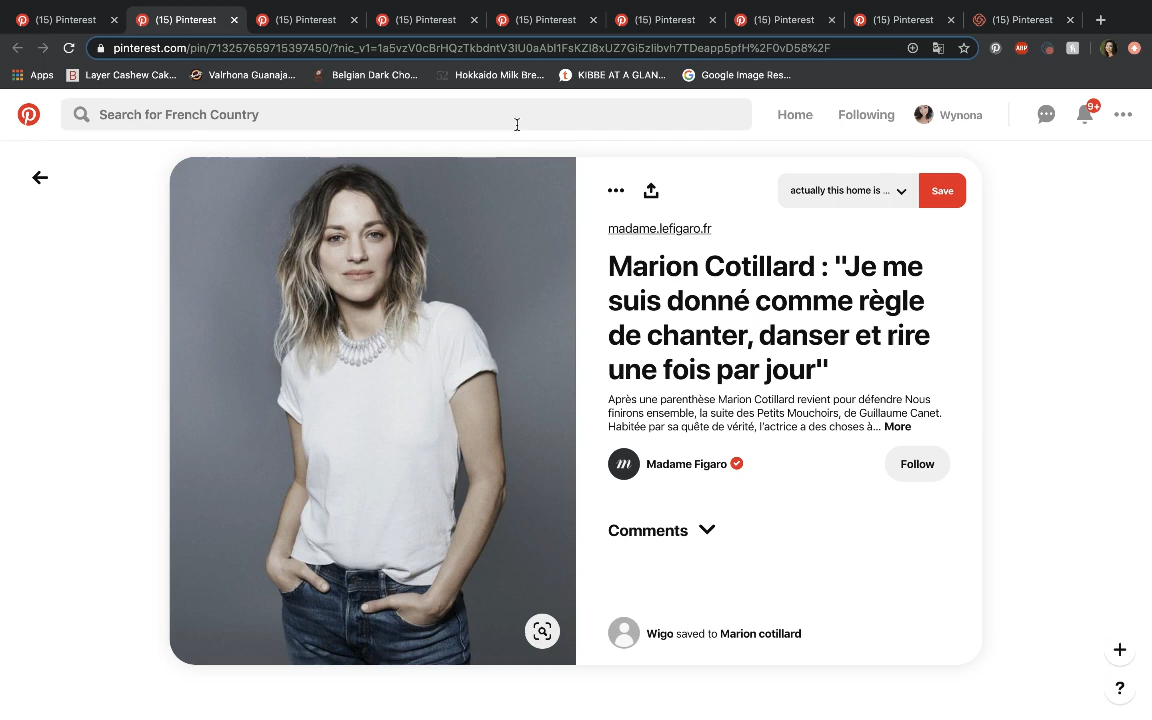 (15) Pinterest (15) Pinterest (15) Pinterest (15) Pinterest (15) Pinterest (15) Pinterest (15) Pinterest (15) Pinterest (15) Pinterest
pinterest.com/pin/713257659715397450/?nic_v1=1a5vzV0cBrHQzTkbdntV3IU0aAbl1FsKZI8xUZ7Gi5zlibvh7TDeapp5pfH%2F0vD58%2F
ABP
Apps Layer Cashew Cak... Valrhona Guanaja... Belgian Dark Cho... Hokkaido Milk Bre... KIBBE AT A GLAN... Google Image Res...
Search for French Country
Home Following Wynona 9+
actually this home is ... Save
madame.lefigaro.fr
Marion Cotillard : "Je me
suis donné comme règle
de chanter, danser et rire
une fois par jour"
Après une parenthèse Marion Cotillard revient pour défendre Nous
finirons ensemble, la suite des Petits Mouchoirs, de Guillaume Canet.
Habitée par sa quête de vérité, l'actrice a des choses à... More
m Madame Figaro Follow
Comments
Wigo saved to Marion cotillard
+
?